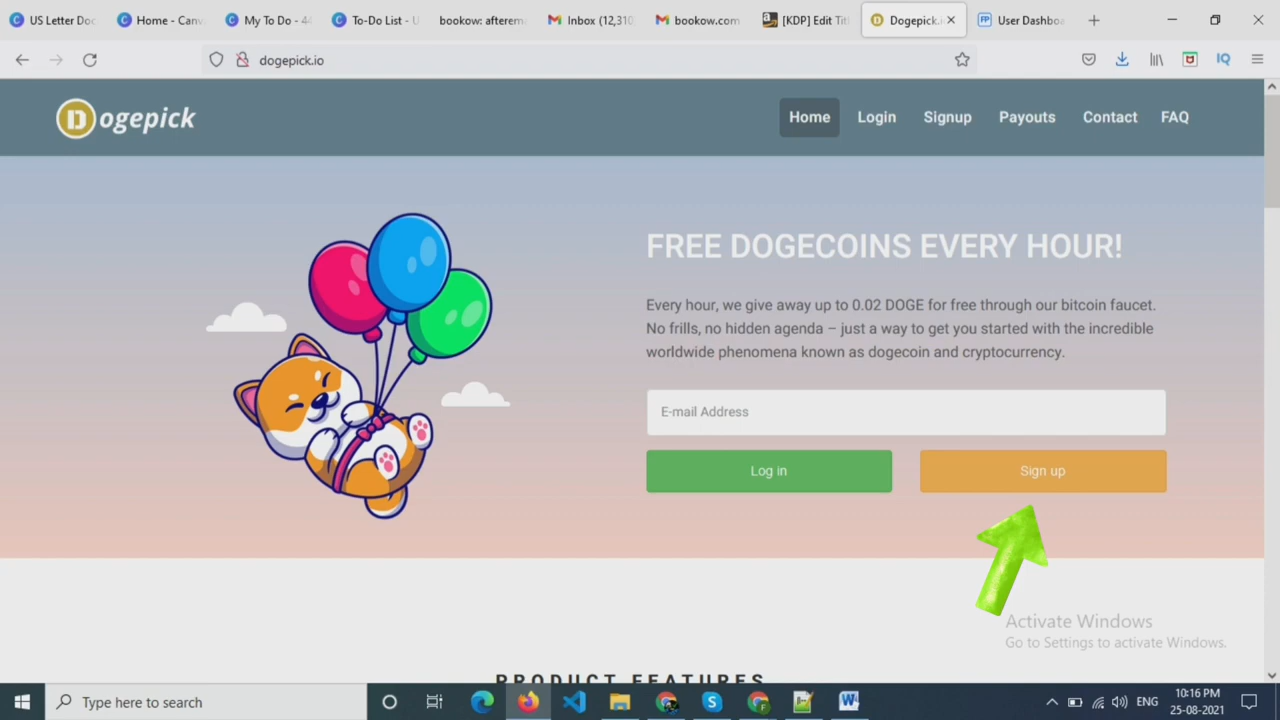 US Letter Doc
Home - Canv
My To Do - 44
To-Do List - U
bookow: afterem
Inbox (12,310
bookow.com
[KDP] Edit Titl
Dogepick.i
User Dashboa
dogepick.io
Dogepick
Home
Login
Signup
Payouts
Contact
FAQ
FREE DOGECOINS EVERY HOUR!
Every hour, we give away up to 0.02 DOGE for free through our bitcoin faucet.
No frills, no hidden agenda – just a way to get you started with the incredible
worldwide phenomena known as dogecoin and cryptocurrency.
E-mail Address
Log in
Sign up
Activate Windows
Go to Settings to activate Windows.
PRODUCT FEATURES
Type here to search
ENG
10:16 PM
25-08-2021